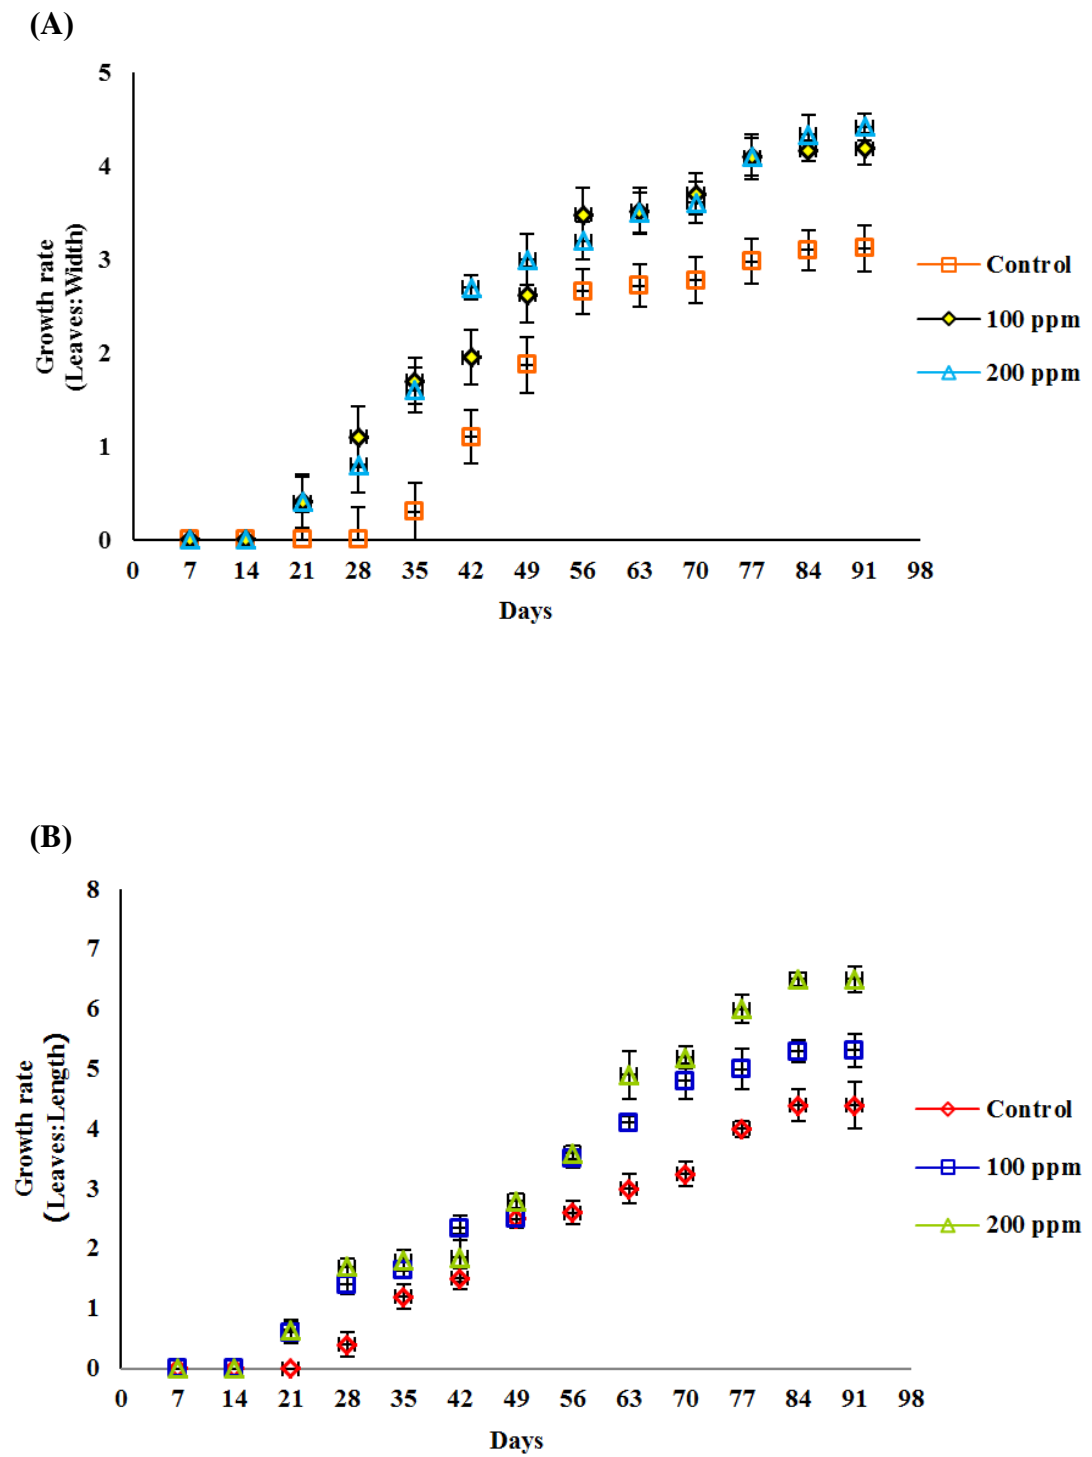 (A)
5
4
3
2
1
0
Growth rate
(Leaves:Width)
0 7 14 21 28 35 42 49 56 63 70 77 84 91 98
Days
Control
100 ppm
200 ppm
(B)
8
7
6
5
4
3
2
1
0
Growth rate
(Leaves:Length)
0 7 14 21 28 35 42 49 56 63 70 77 84 91 98
Days
Control
100 ppm
200 ppm